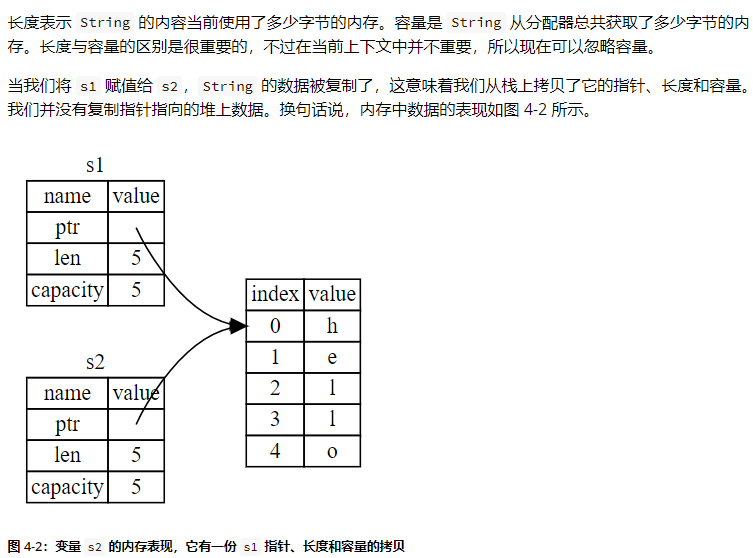 长度表示 String 的内容当前使用了多少字节的内存。容量是 String 从分配器总共获取了多少字节的内
存。长度与容量的区别是很重要的，不过在当前上下文中并不重要，所以现在可以忽略容量。
当我们将 s1 赋值给 s2，String 的数据被复制了，这意味着我们从栈上拷贝了它的指针、长度和容量。
我们并没有复制指针指向的堆上数据。换句话说，内存中数据的表现如图 4-2 所示。
s1
name value
ptr
len 5
capacity 5
index value
0 h
1 e
2 l
3 l
4 o
s2
name value
ptr
len 5
capacity 5
图 4-2：变量 s2 的内存表现，它有一份 s1 指针、长度和容量的拷贝